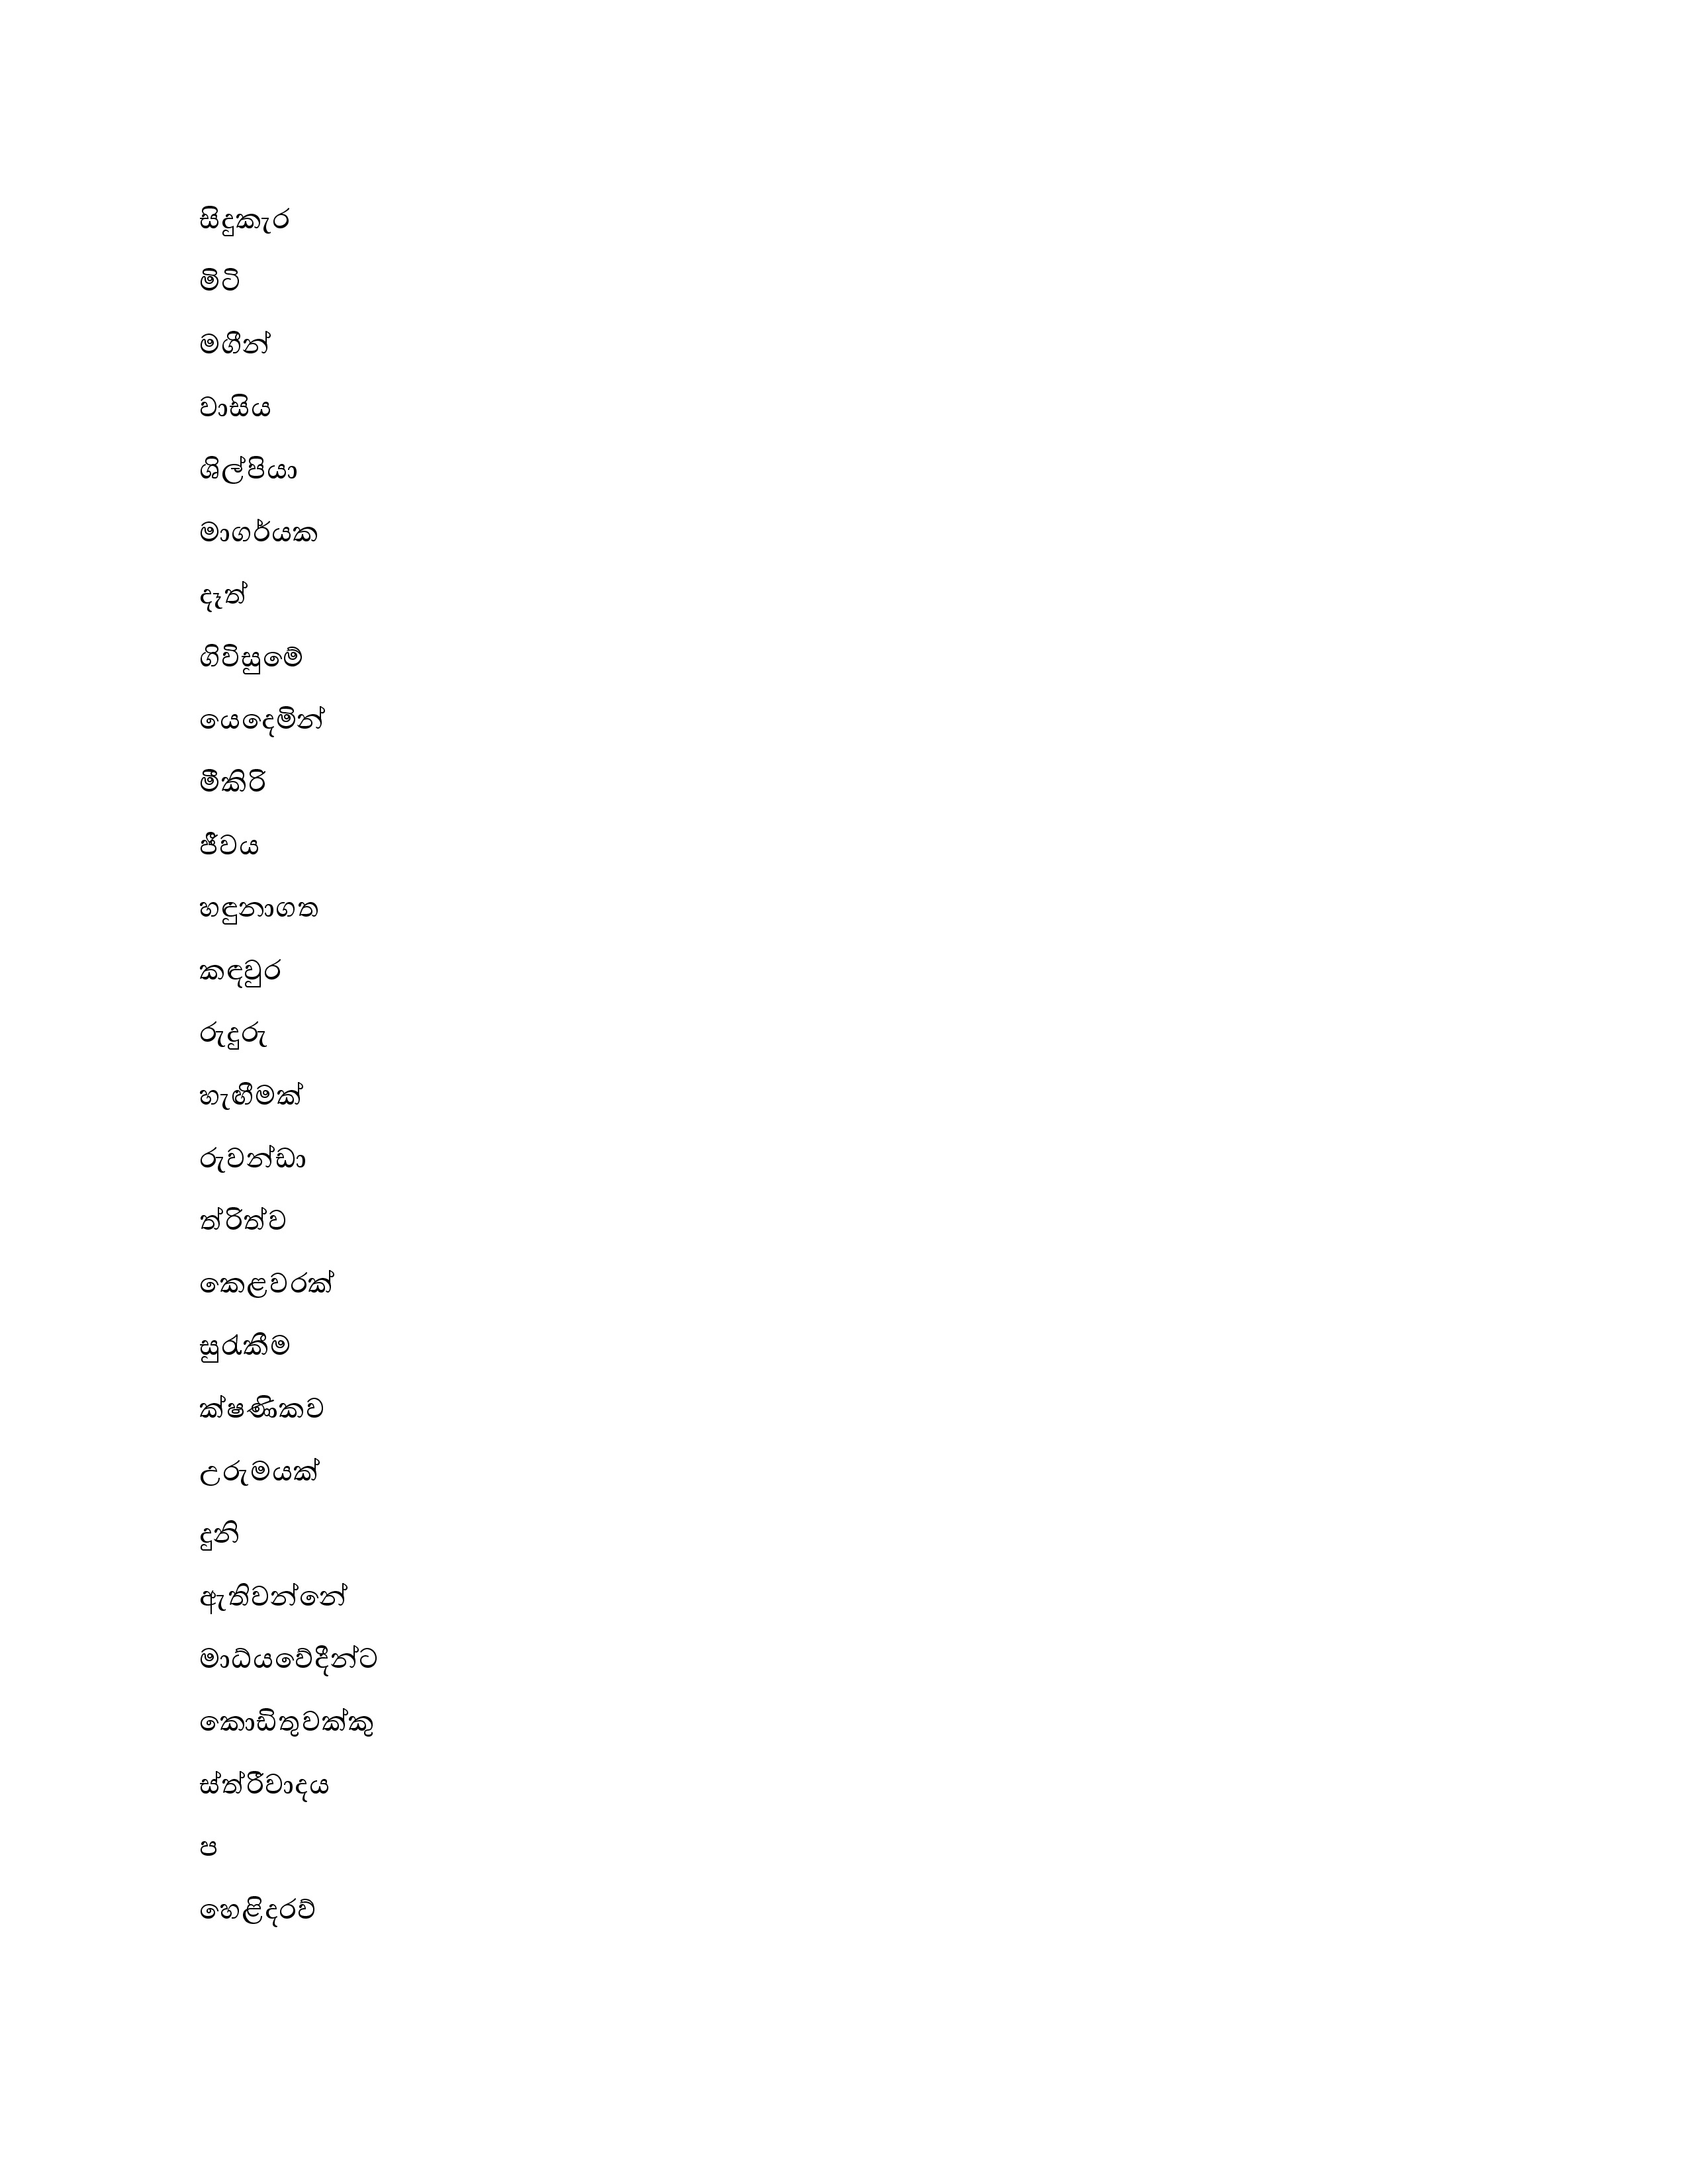 සිදුකැර
මිටි
මගීන්
වාසිය
ශිල්පියා
මාගර්යක
දෑත්
ගිවිසුමේ
යෙදෙමින්
මීකිරි
ජීවය
හඳුනාගත
කඳවුර
රුදුරු
හැඟීමක්
රුවන්ඩා
ත්රිත්ව
කෙළවරක්
සුරැකීම
ක්ෂණිකව
උරුමයක්
දුනි
ඇතිවන්නේ
මාධ්යවේදීන්ට
කොඩිතුවක්කු
ස්ත්රීවාදය
ප
හෙළිදරව්